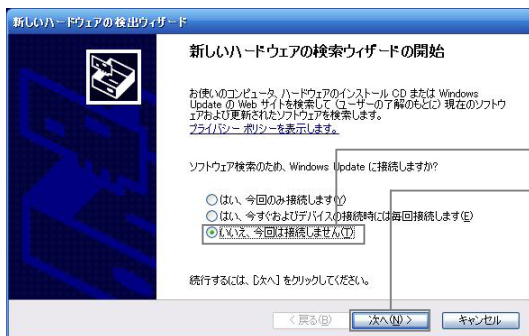 新しいハードウェアの検出ウィザード
新しいハードウェアの検索ウィザードの開始
お使いのコンピュータ、ハードウェアのインストール CD または Windows
Update の Web サイトを検索して (ユーザーの了解のもとに) 現在のソフトウ
ェアおよび更新されたソフトウェアを検索します。
プライバシー ポリシーを表示します。
ソフトウェア検索のため、Windows Update に接続しますか?
はい、今回のみ接続します(Y)
はい、今すぐおよびデバイスの接続時には毎回接続します(E)
いいえ、今回は接続しません(T)
続行するには、[次へ] をクリックしてください。
< 戻る(B) 次へ(N) > キャンセル